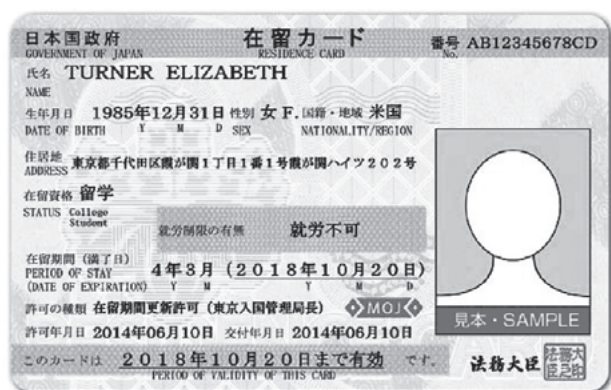 日本国政府 在留カード 番号 AB12345678CD
GOVERNMENT OF JAPAN RESIDENCE CARD No.
氏名 TURNER ELIZABETH
NAME
生年月日 1985年12月31日 性別 女 F. 国籍・地域 米国
DATE OF BIRTH Y M D SEX NATIONALITY/REGION
住居地 東京都千代田区霞が関1丁目1番1号霞が関ハイツ202号
ADDRESS
在留資格 留学
STATUS College
Student
就労制限の有無 就労不可
在留期間(満了日)
PERIOD OF STAY
(DATE OF EXPIRATION)
4年3月(2018年10月20日)
Y M Y M D
許可の種類 在留期間更新許可(東京入国管理局長) MOJ
見本・SAMPLE
許可年月日 2014年06月10日 交付年月日 2014年06月10日
このカードは 2018年10月20日まで有効 です。
PERIOD OF VALIDITY OF THIS CARD
法務大臣